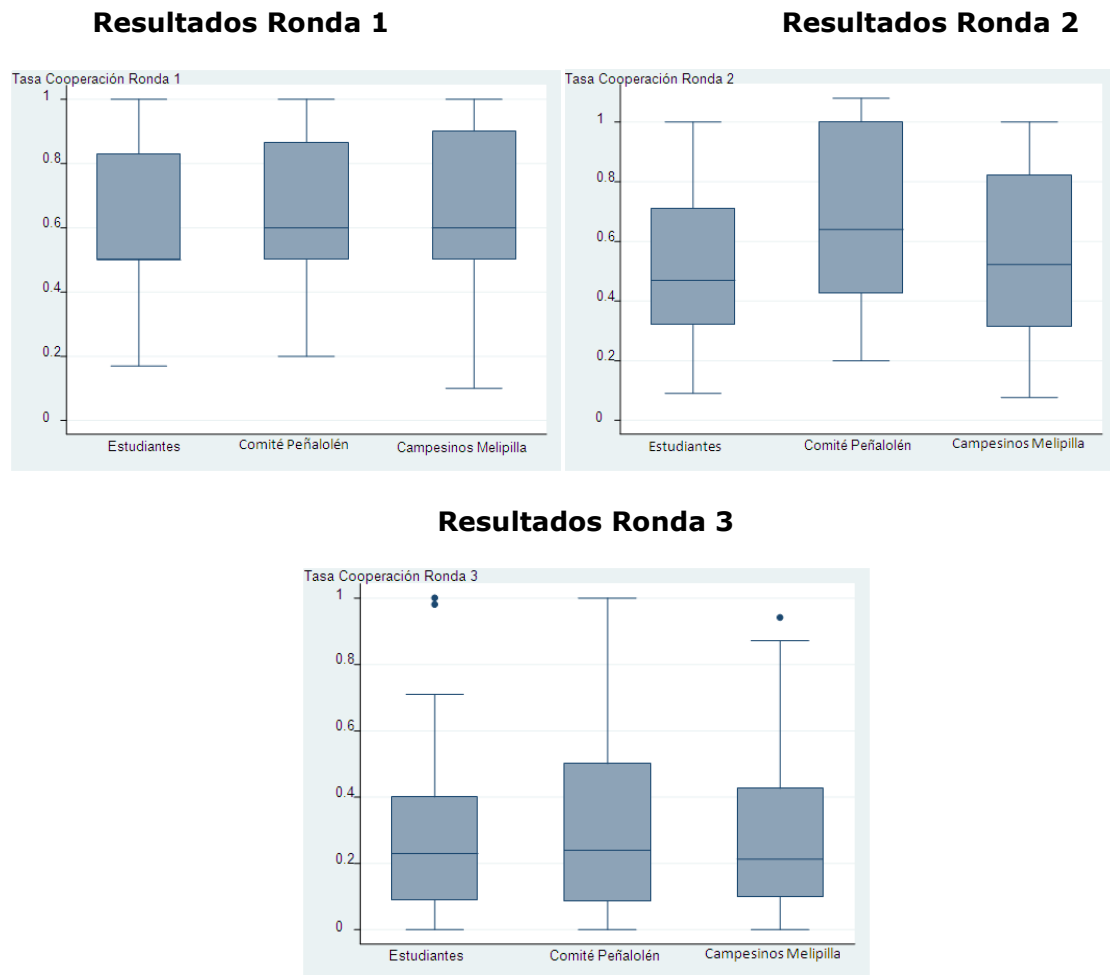 Resultados Ronda 1
Resultados Ronda 2
Tasa Cooperación Ronda 1
1
0.8
0.6
0.4
0.2
0
Estudiantes
Comité Peñalolén
Campesinos Melipilla
Tasa Cooperación Ronda 2
1
0.8
0.6
0.4
0.2
0
Estudiantes
Comité Peñalolén
Campesinos Melipilla
Resultados Ronda 3
Tasa Cooperación Ronda 3
1
0.8
0.6
0.4
0.2
0
Estudiantes
Comité Peñalolén
Campesinos Melipilla